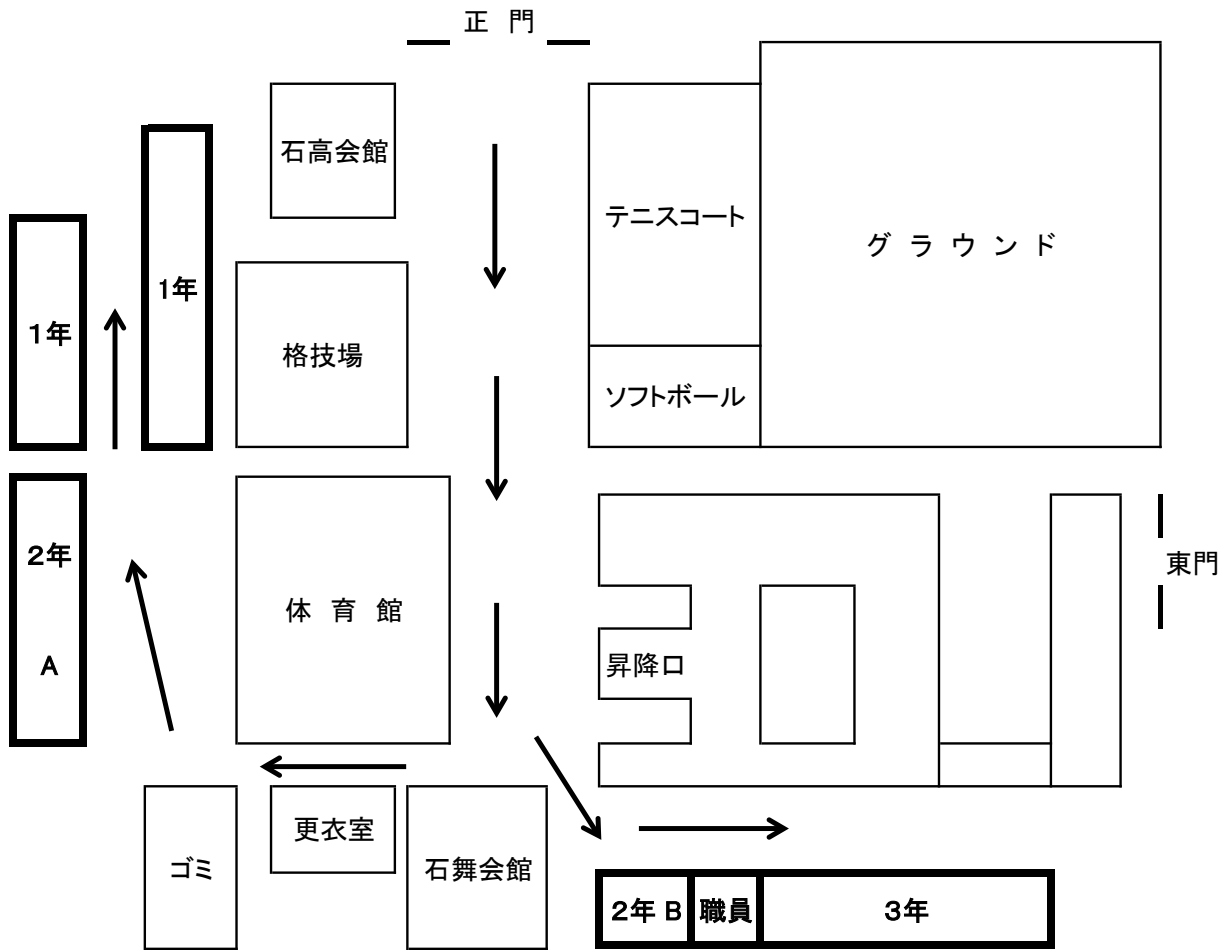 正 門
石高会館
テニスコート
グ ラ ウ ン ド
1年
1年
格技場
ソフトボール
2年
A
体 育 館
昇降口
東門
ゴミ
更衣室
石舞会館
2年 B
職員
3年